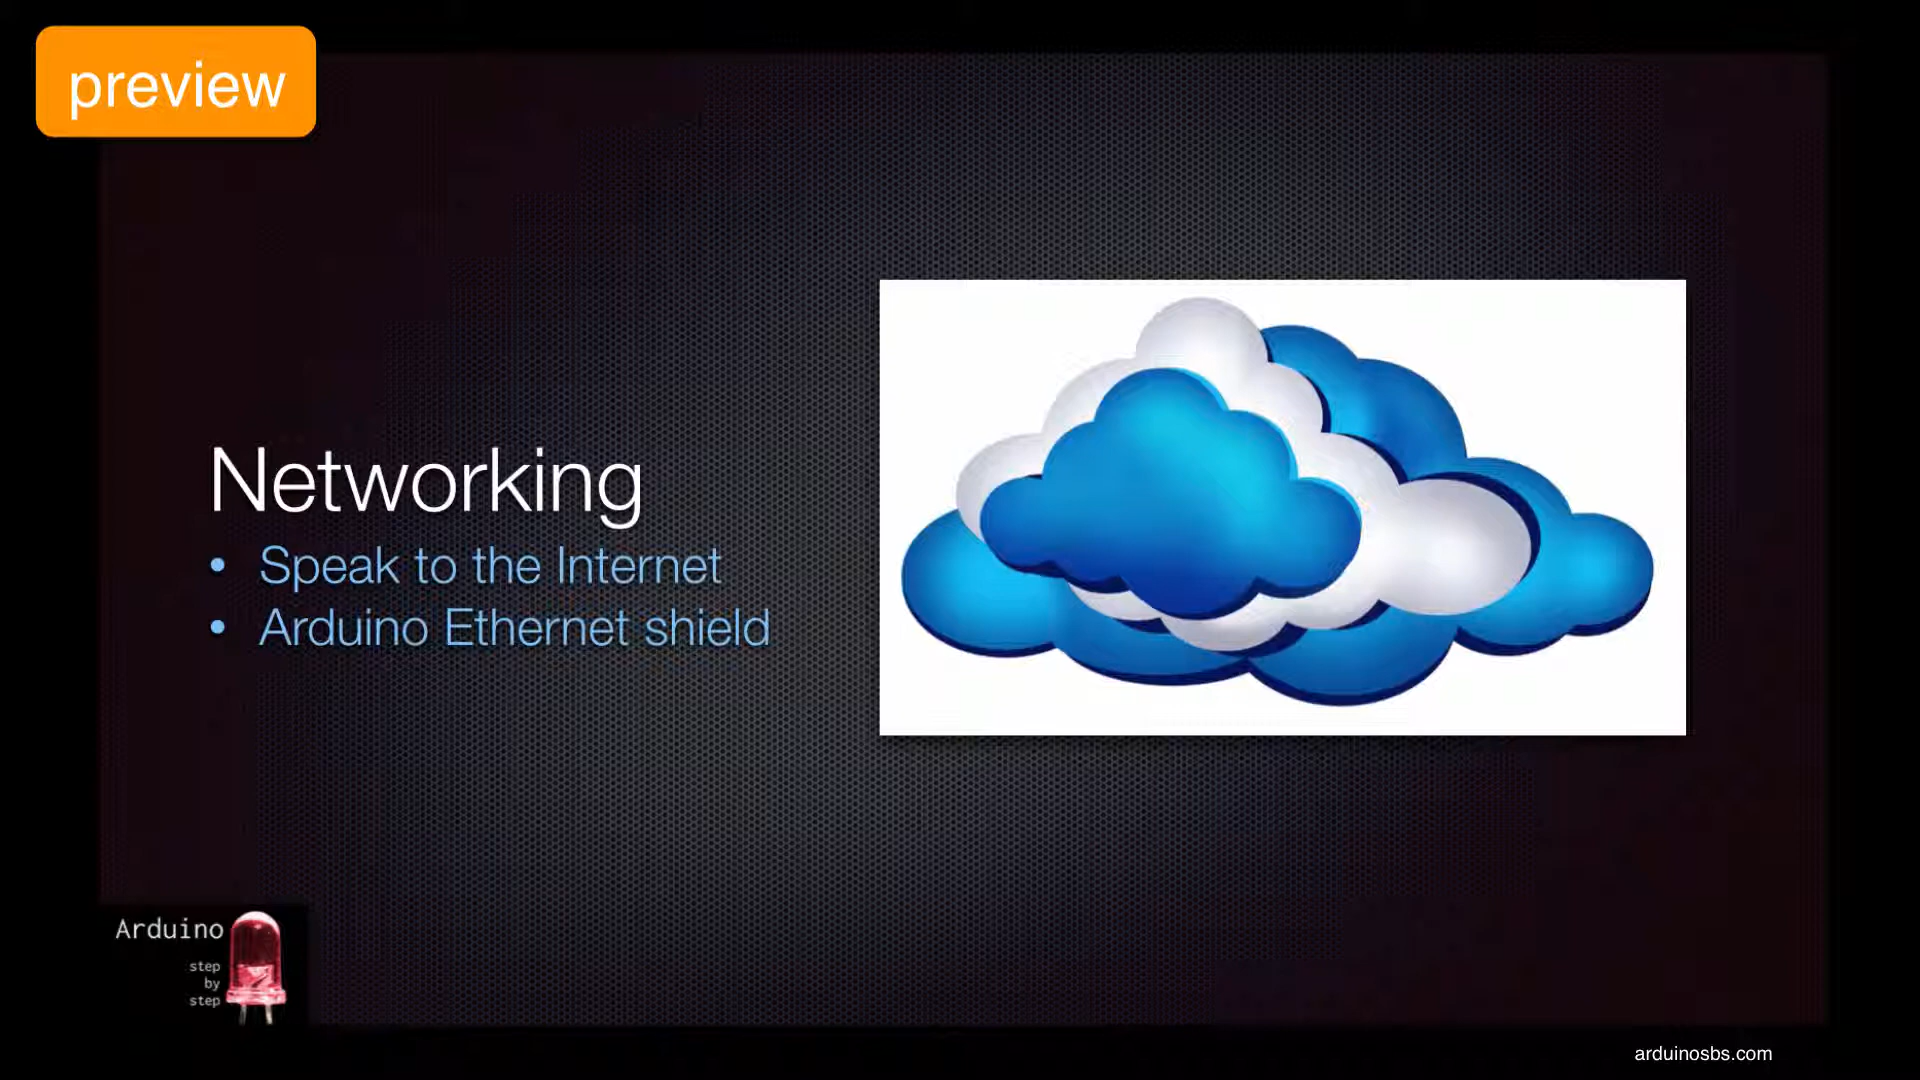 preview
Networking
• Speak to the Internet
• Arduino Ethernet shield
Arduino
step
by
step
arduinosbs.com